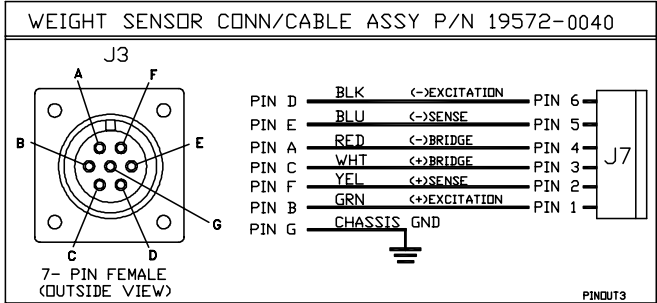 WEIGHT SENSOR CONN/CABLE ASSY P/N 19572-0040
J3
A F
B E
G
C D
7- PIN FEMALE
(OUTSIDE VIEW)
PIN D BLK (-)EXCITATION PIN 6
PIN E BLU (-)SENSE PIN 5
PIN A RED (-)BRIDGE PIN 4
PIN C WHT (+)BRIDGE PIN 3
PIN F YEL (+)SENSE PIN 2
PIN B GRN (+)EXCITATION PIN 1
PIN G CHASSIS GND
J7
PINOUT3